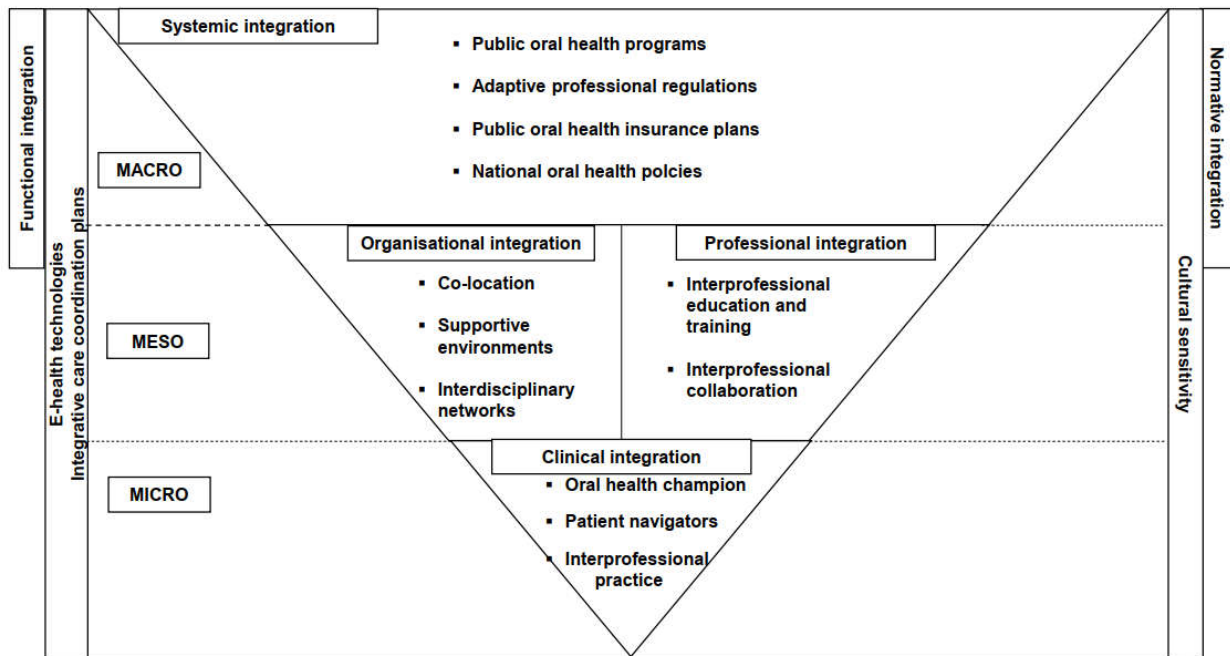 Functional integration
E-health technologies
Integrative care coordination plans
Systemic integration
▪ Public oral health programs
▪ Adaptive professional regulations
▪ Public oral health insurance plans
▪ National oral health polcies
MACRO
Organisational integration
▪ Co-location
▪ Supportive
environments
▪ Interdisciplinary
networks
Professional integration
▪ Interprofessional
education and
training
▪ Interprofessional
collaboration
MESO
Clinical integration
▪ Oral health champion
▪ Patient navigators
▪ Interprofessional
practice
MICRO
Cultural sensitivity
Normative integration